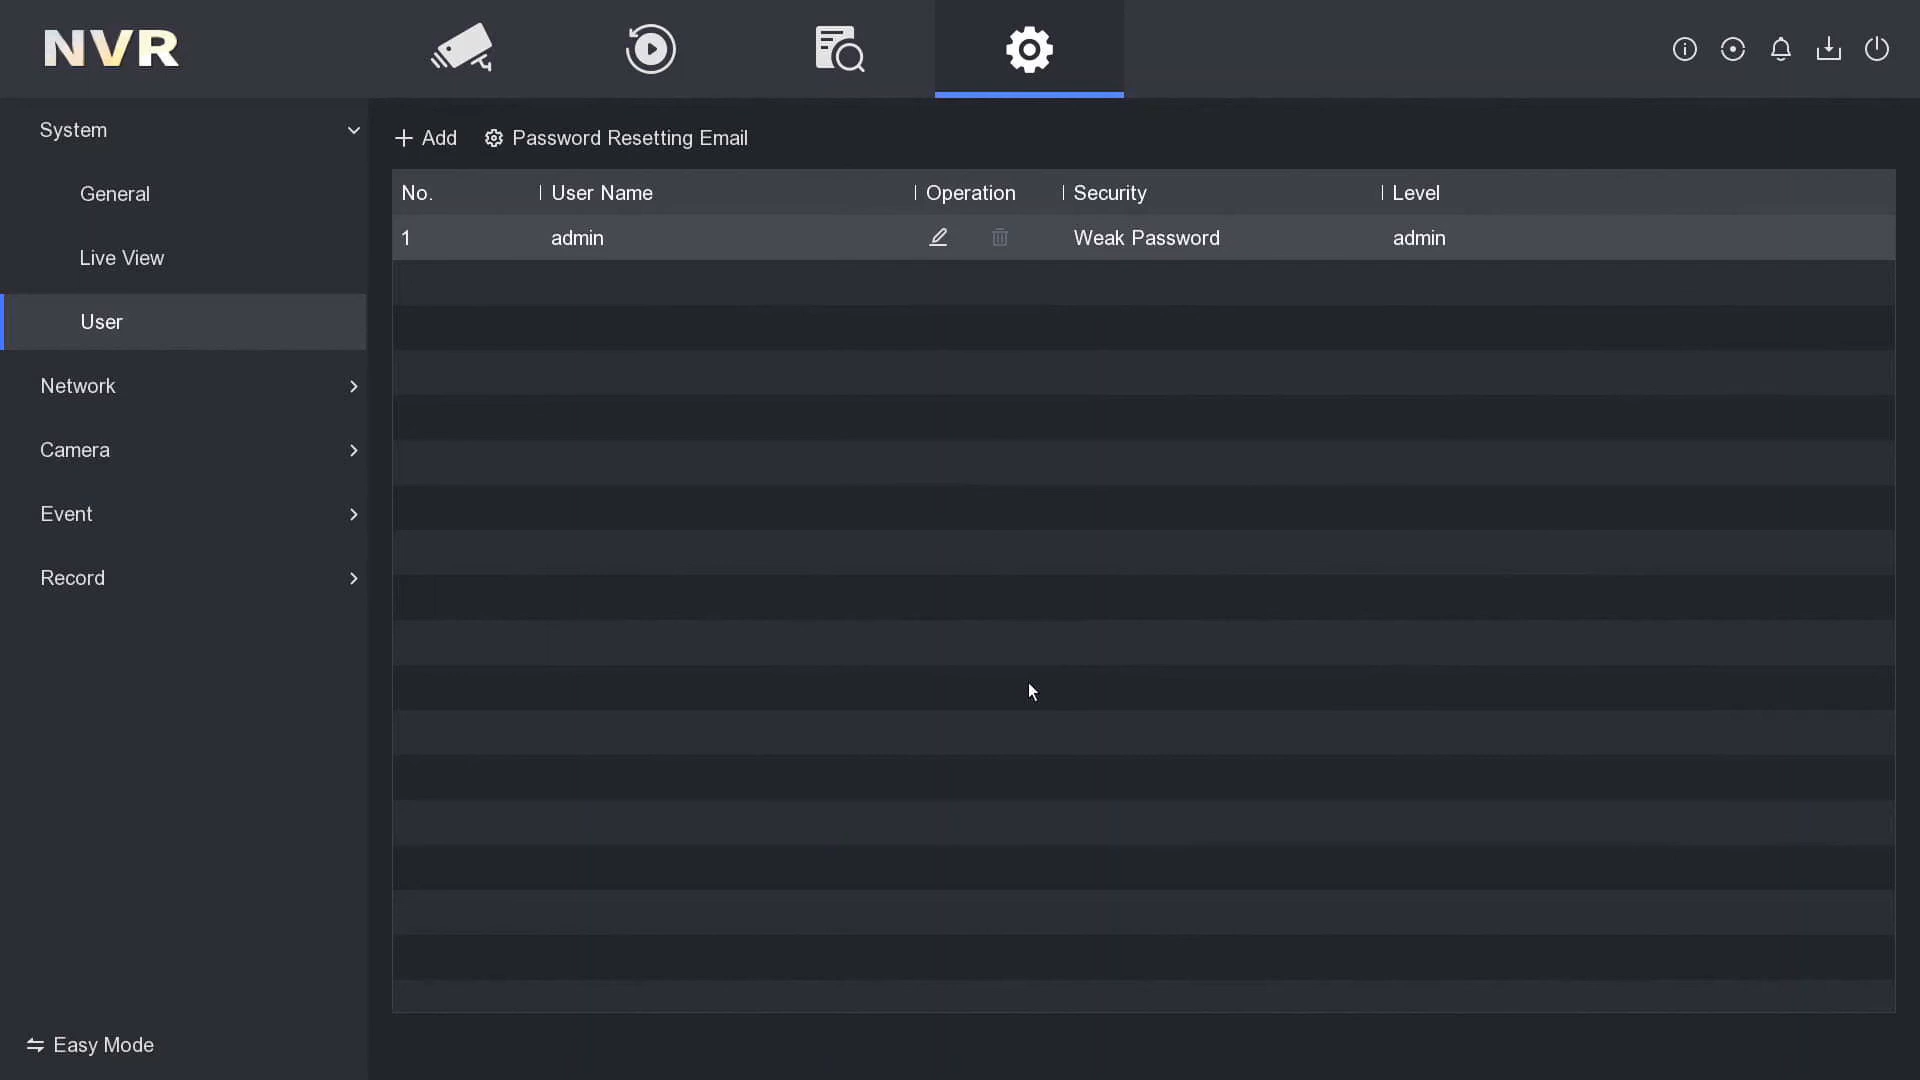 NVR
System
General
Live View
User
Network
Camera
Event
Record
Easy Mode
Add Password Resetting Email
No. User Name Operation Security Level
1 admin Weak Password admin